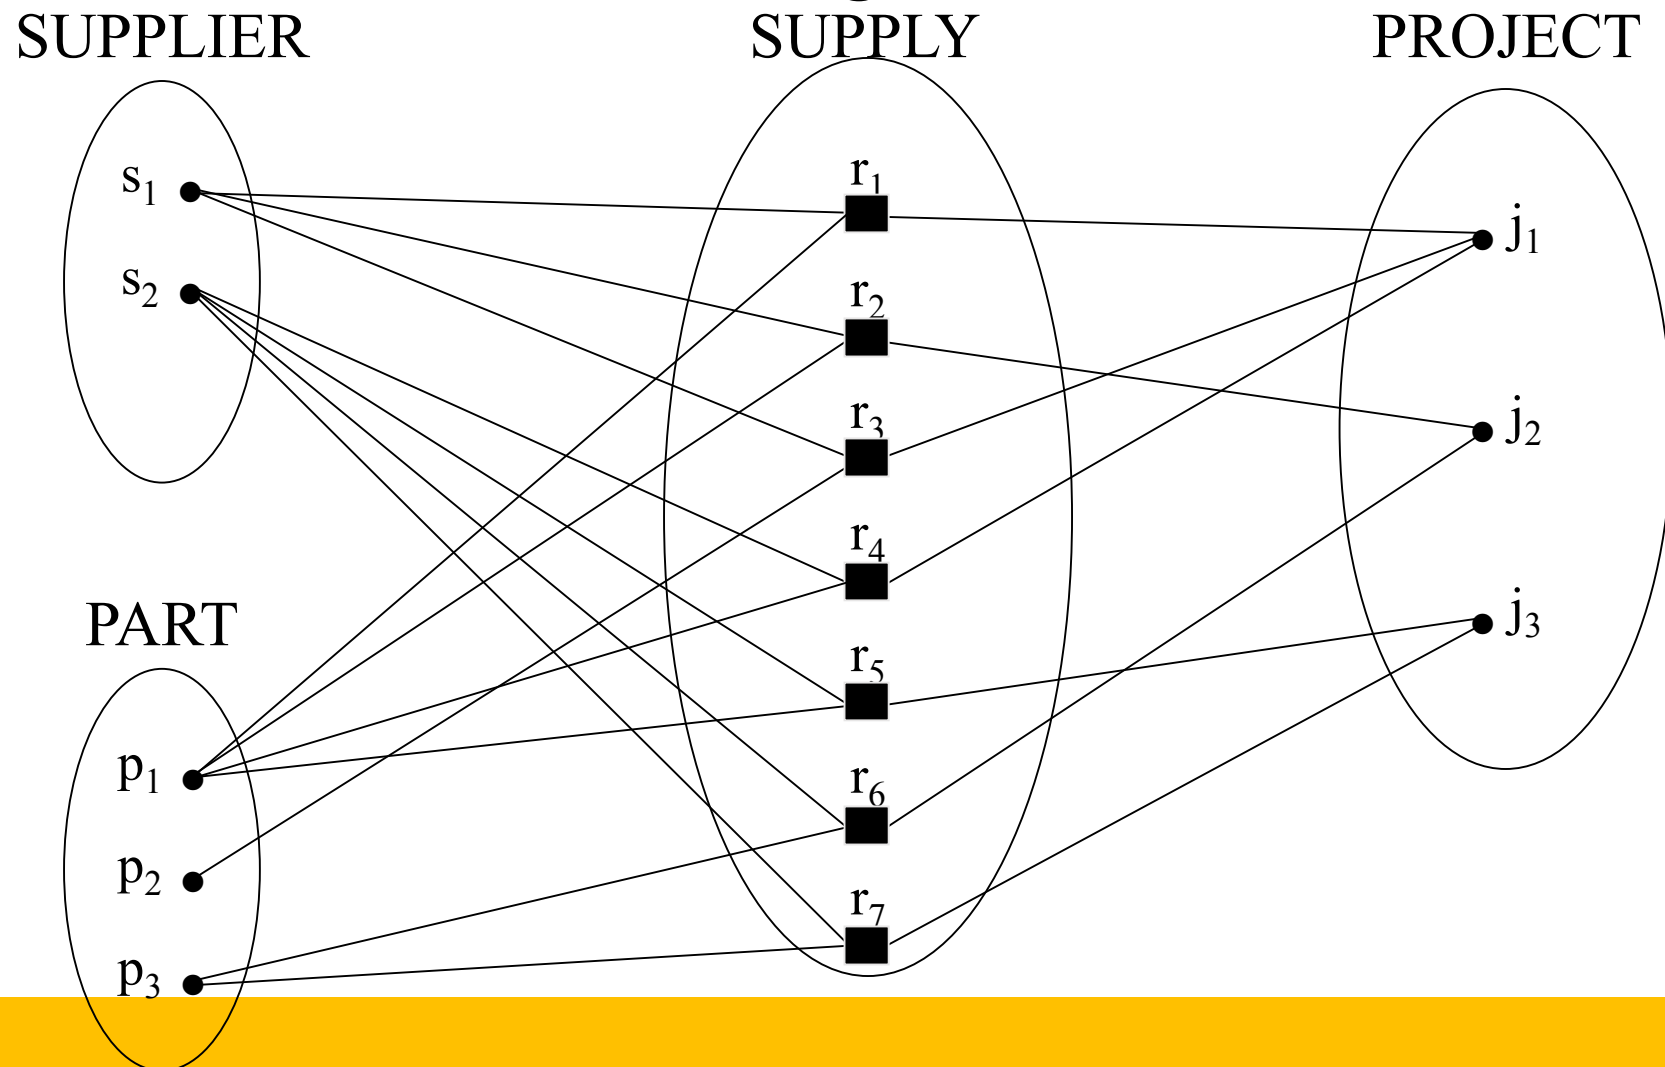 SUPPLIER
SUPPLY
PROJECT
s1
s2
PART
p1
p2
p3
r1
r2
r3
r4
r5
r6
r7
j1
j2
j3